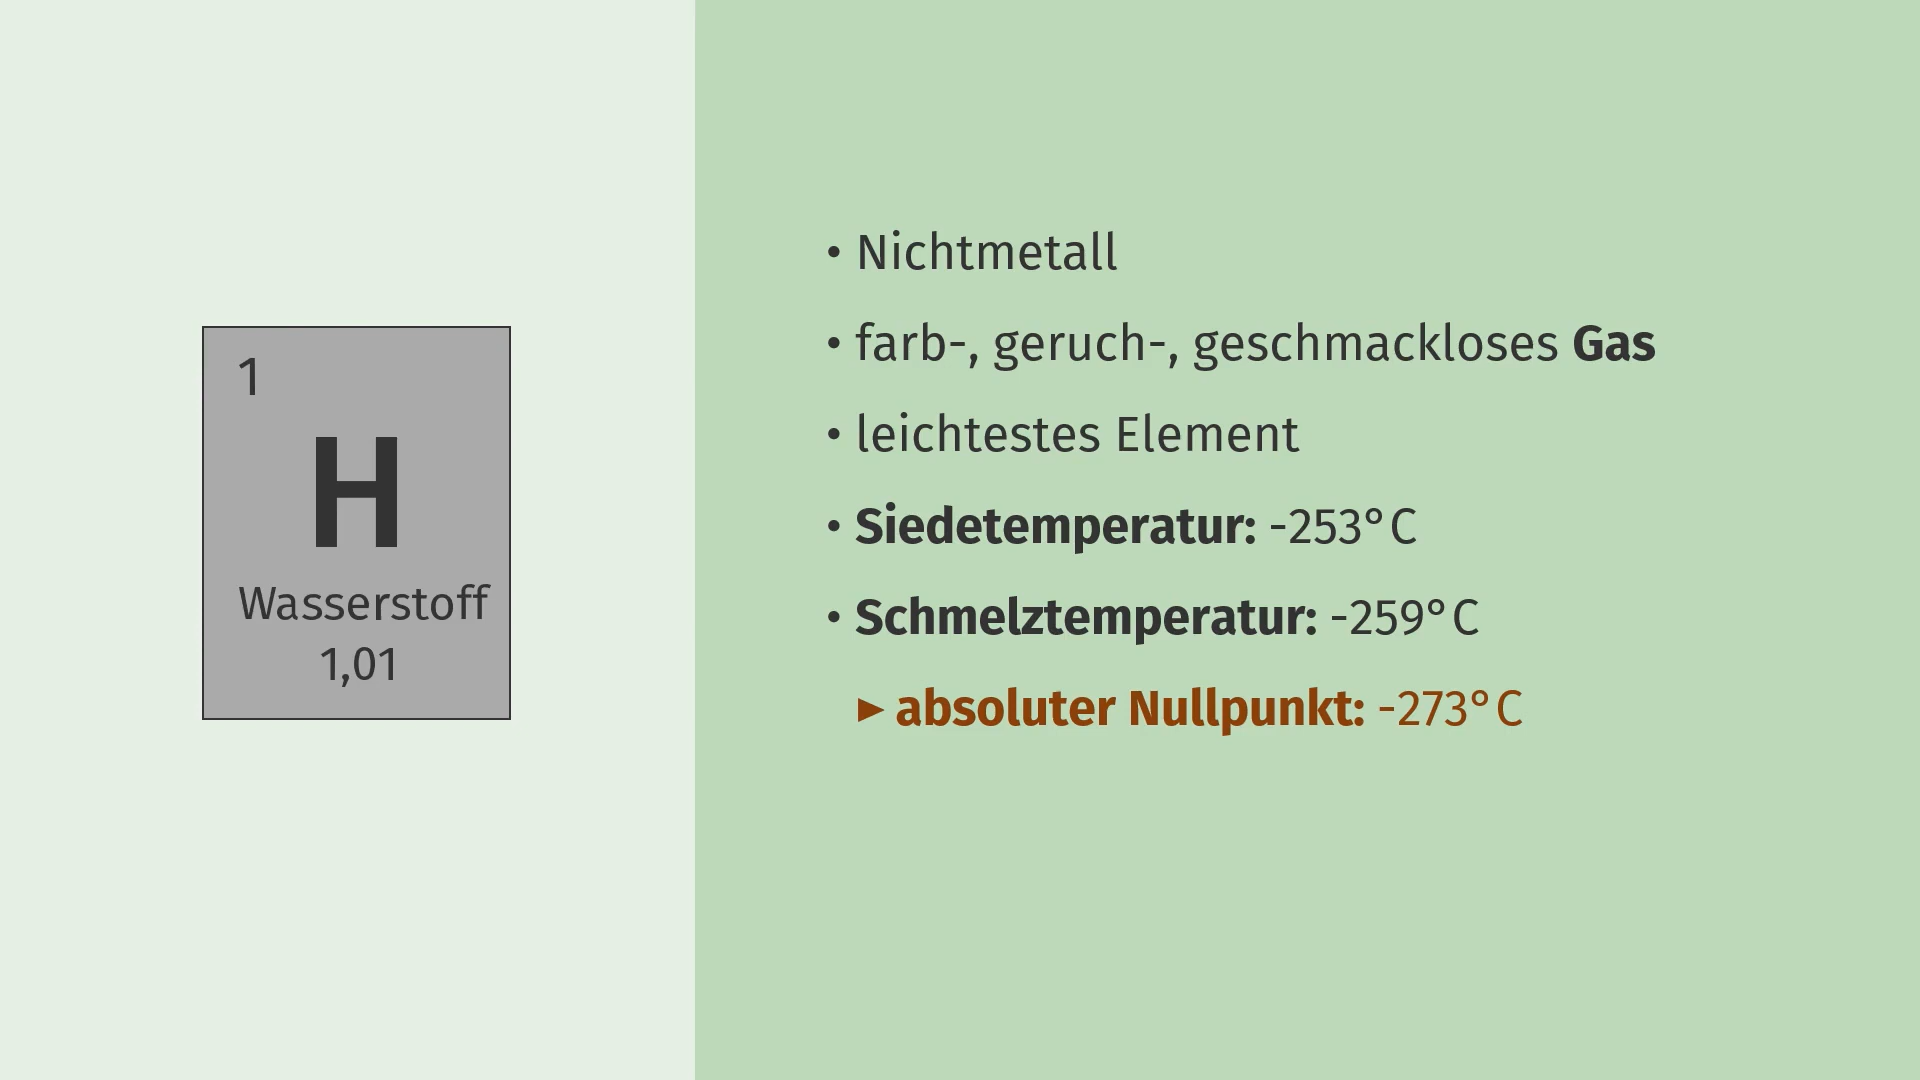 1
H
Wasserstoff
1,01
• Nichtmetall
• farb-, geruch-, geschmackloses Gas
• leichtestes Element
• Siedetemperatur: -253°C
• Schmelztemperatur: -259°C
► absoluter Nullpunkt: -273°C